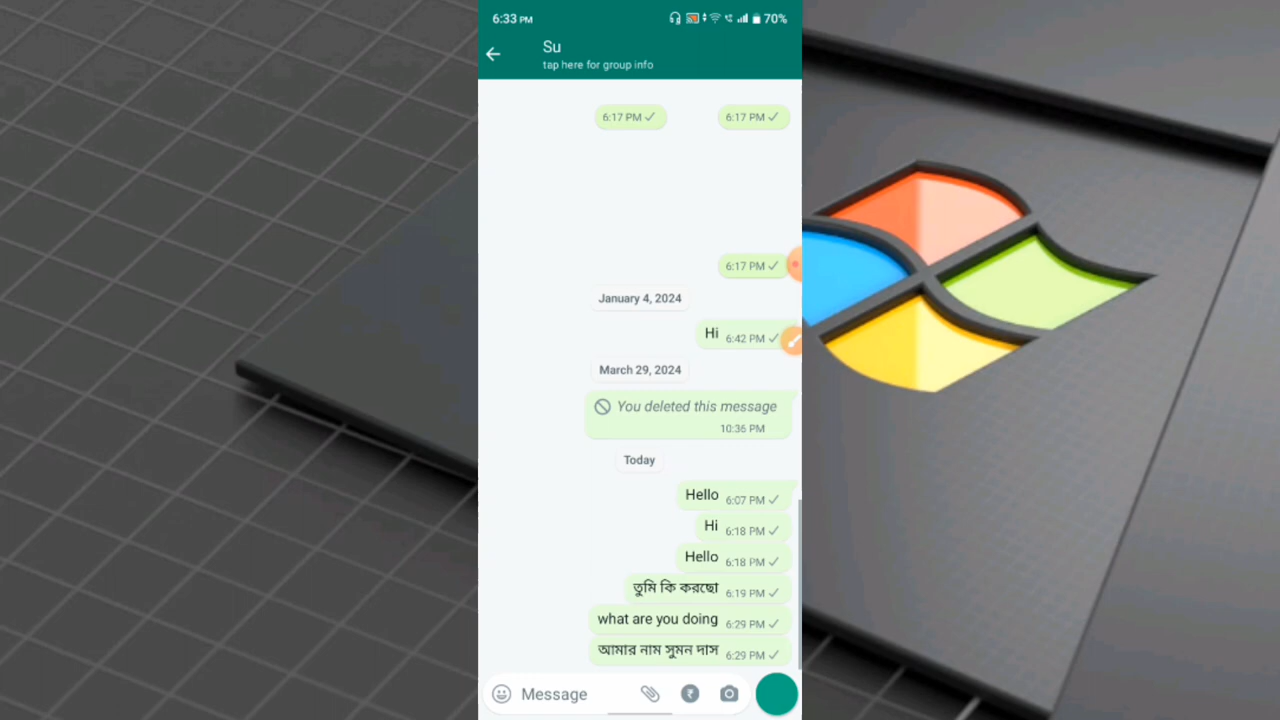 6:33 PM
70%
Su
tap here for group info
6:17 PM
6:17 PM
6:17 PM
January 4, 2024
Hi 6:42 PM
March 29, 2024
You deleted this message
10:36 PM
Today
Hello 6:07 PM
Hi 6:18 PM
Hello 6:18 PM
তুমি কি করছো 6:19 PM
what are you doing 6:29 PM
আমার নাম সুমন দাস 6:29 PM
Message